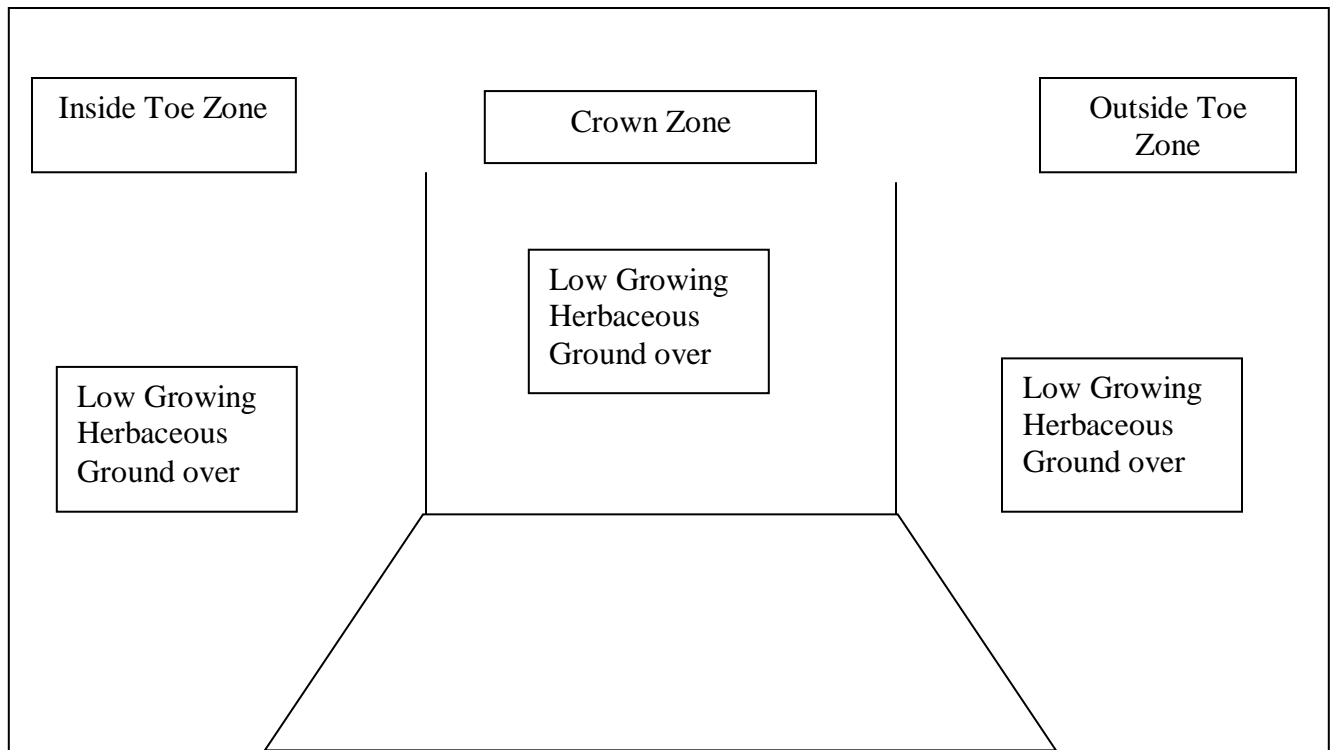 Inside Toe Zone
Crown Zone
Outside Toe
Zone
Low Growing
Herbaceous
Ground over
Low Growing
Herbaceous
Ground over
Low Growing
Herbaceous
Ground over